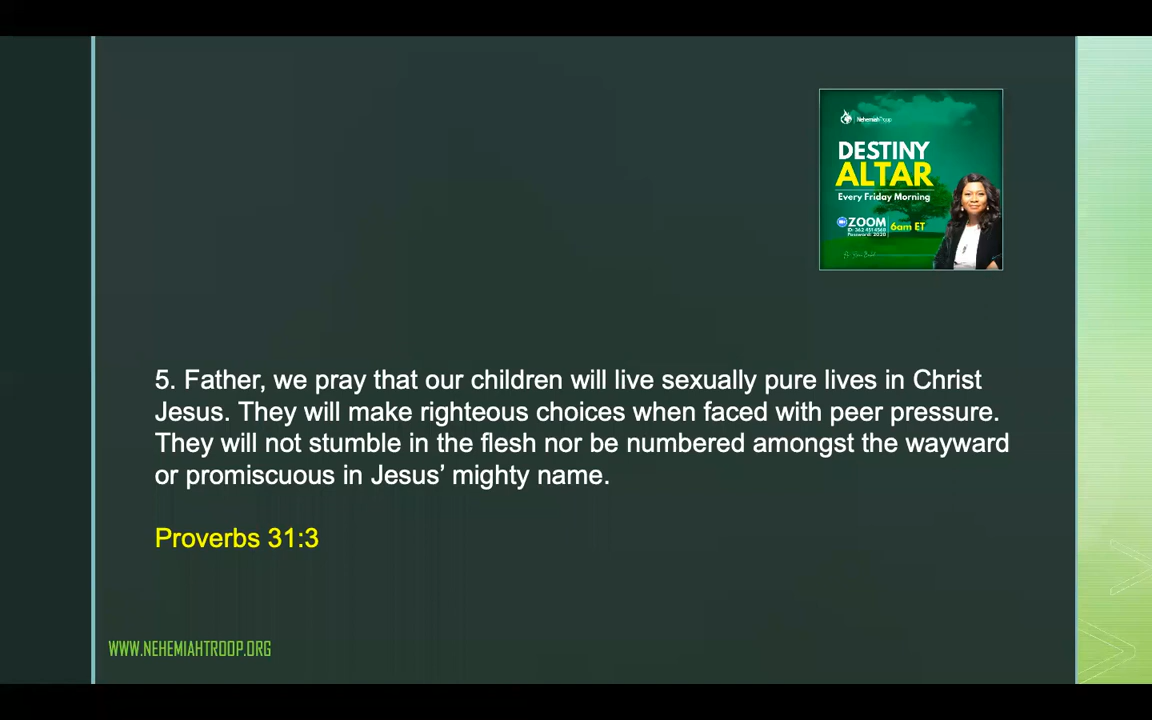 NehemiahTroop
DESTINY
ALTAR
Every Friday Morning
ZOOM
6am ET
Password: 2020
5. Father, we pray that our children will live sexually pure lives in Christ
Jesus. They will make righteous choices when faced with peer pressure.
They will not stumble in the flesh nor be numbered amongst the wayward
or promiscuous in Jesus’ mighty name.
Proverbs 31:3
WWW.NEHEMIAHTROOP.ORG